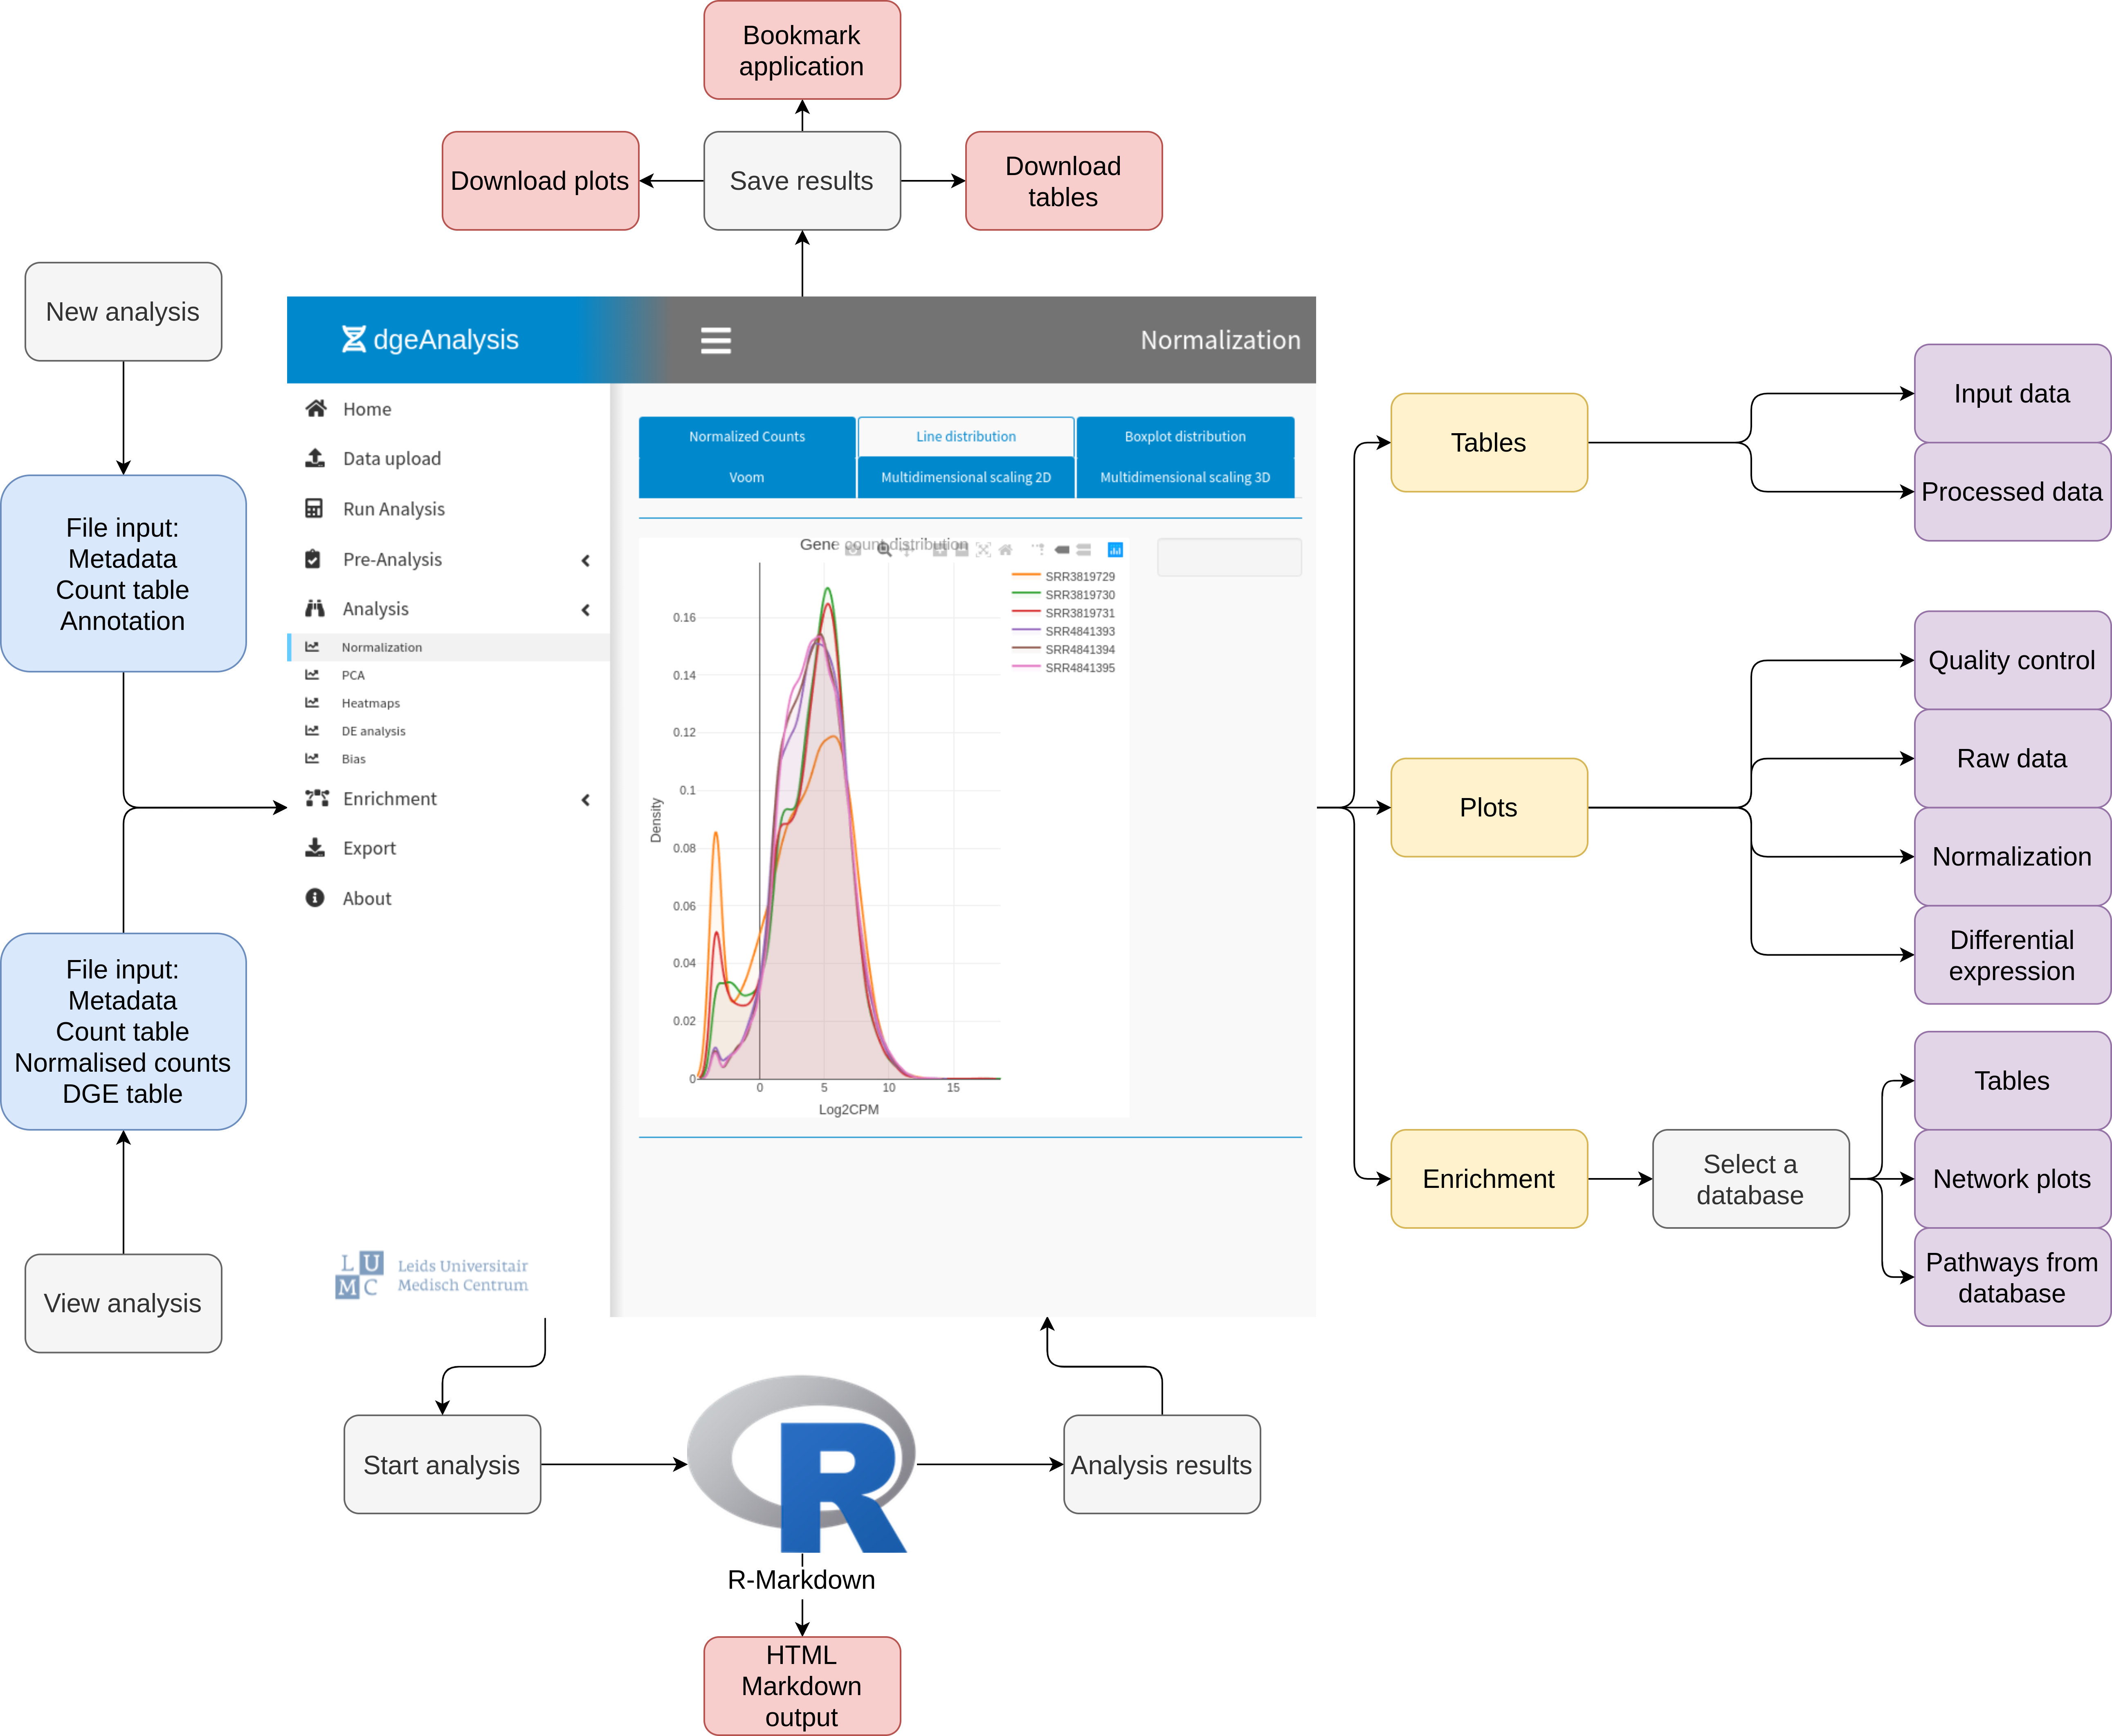 Bookmark
application
Download plots
Save results
Download
tables
New analysis
File input:
Metadata
Count table
Annotation
File input:
Metadata
Count table
Normalised counts
DGE table
View analysis
dgeAnalysis
Normalization
Home
Data upload
Run Analysis
Pre-Analysis
Analysis
Normalization
PCA
Heatmaps
DE analysis
Bias
Enrichment
Export
About
L U
M C
Leids Universitair
Medisch Centrum
Normalized Counts
Line distribution
Boxplot distribution
Voom
Multidimensional scaling 2D
Multidimensional scaling 3D
Gene count distribution
SRR3819729
SRR3819730
SRR3819731
SRR4841393
SRR4841394
SRR4841395
0.16
0.14
0.12
0.1
0.08
0.06
0.04
0.02
0
Density
0
5
10
15
Log2CPM
Tables
Input data
Processed data
Plots
Quality control
Raw data
Normalization
Differential
expression
Enrichment
Select a
database
Tables
Network plots
Pathways from
database
Start analysis
R
Analysis results
R-Markdown
HTML
Markdown
output